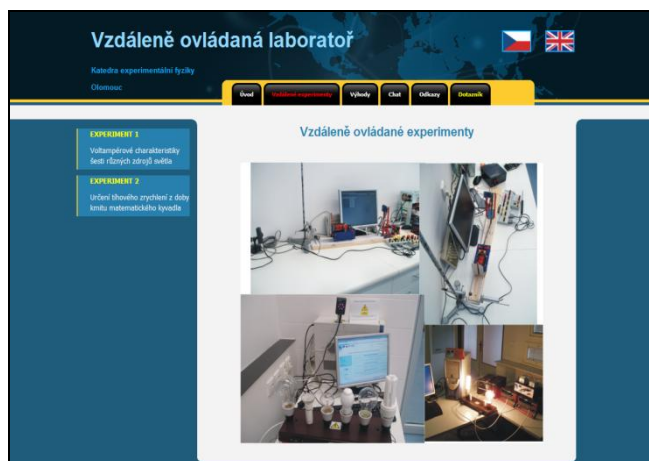 Vzdáleně ovládaná laboratoř
Katedra experimentální fyziky
Olomouc
Úvod
Vzdálené experimenty
Výhody
Chat
Odkazy
Dotazník
EXPERIMENT 1
Voltampérové charakteristiky
šesti různých zdrojů světla
EXPERIMENT 2
Určení tíhového zrychlení z doby
kmitu matematického kyvadla
Vzdáleně ovládané experimenty